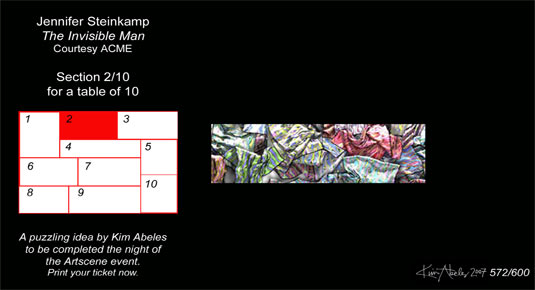 Jennifer Steinkamp
The Invisible Man
Courtesy ACME
Section 2/10
for a table of 10
1
2
3
4
5
6
7
8
9
10
A puzzling idea by Kim Abeles
to be completed the night of
the Artscene event.
Print your ticket now.
Kim Abeles 2007 572/600